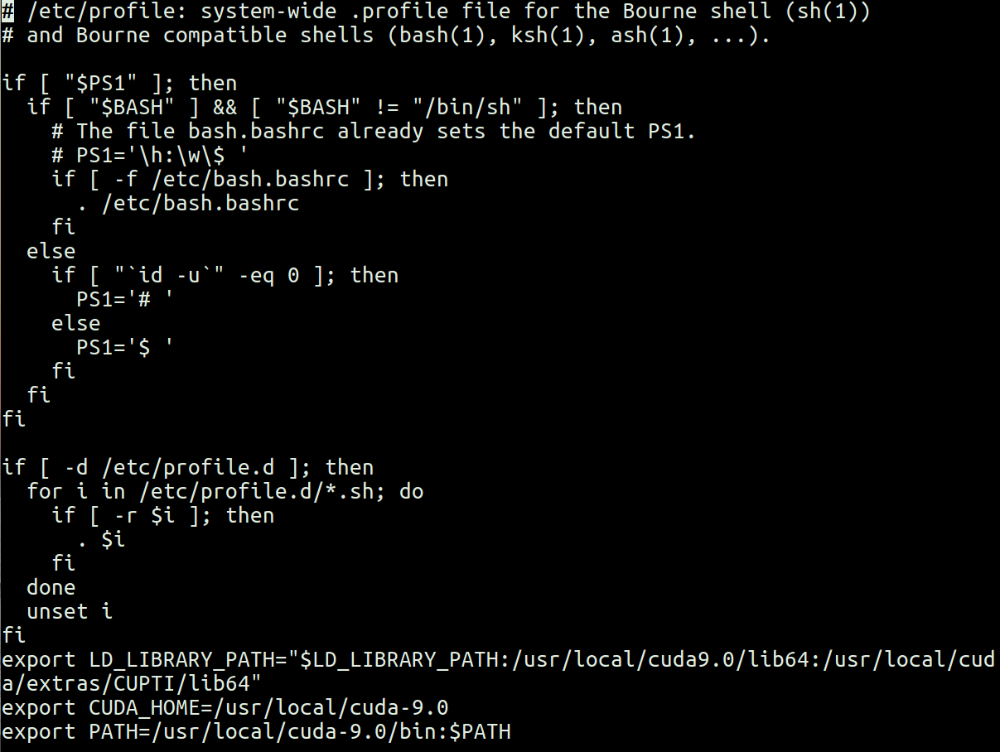 # /etc/profile: system-wide .profile file for the Bourne shell (sh(1))
# and Bourne compatible shells (bash(1), ksh(1), ash(1), ...).

if [ "$PS1" ]; then
  if [ "$BASH" ] && [ "$BASH" != "/bin/sh" ]; then
    # The file bash.bashrc already sets the default PS1.
    # PS1='\h:\w\$ '
    if [ -f /etc/bash.bashrc ]; then
      . /etc/bash.bashrc
    fi
  else
    if [ "`id -u`" -eq 0 ]; then
      PS1='# '
    else
      PS1='$ '
    fi
  fi
fi

if [ -d /etc/profile.d ]; then
  for i in /etc/profile.d/*.sh; do
    if [ -r $i ]; then
      . $i
    fi
  done
  unset i
fi
export LD_LIBRARY_PATH="$LD_LIBRARY_PATH:/usr/local/cuda9.0/lib64:/usr/local/cud
a/extras/CUPTI/lib64"
export CUDA_HOME=/usr/local/cuda-9.0
export PATH=/usr/local/cuda-9.0/bin:$PATH